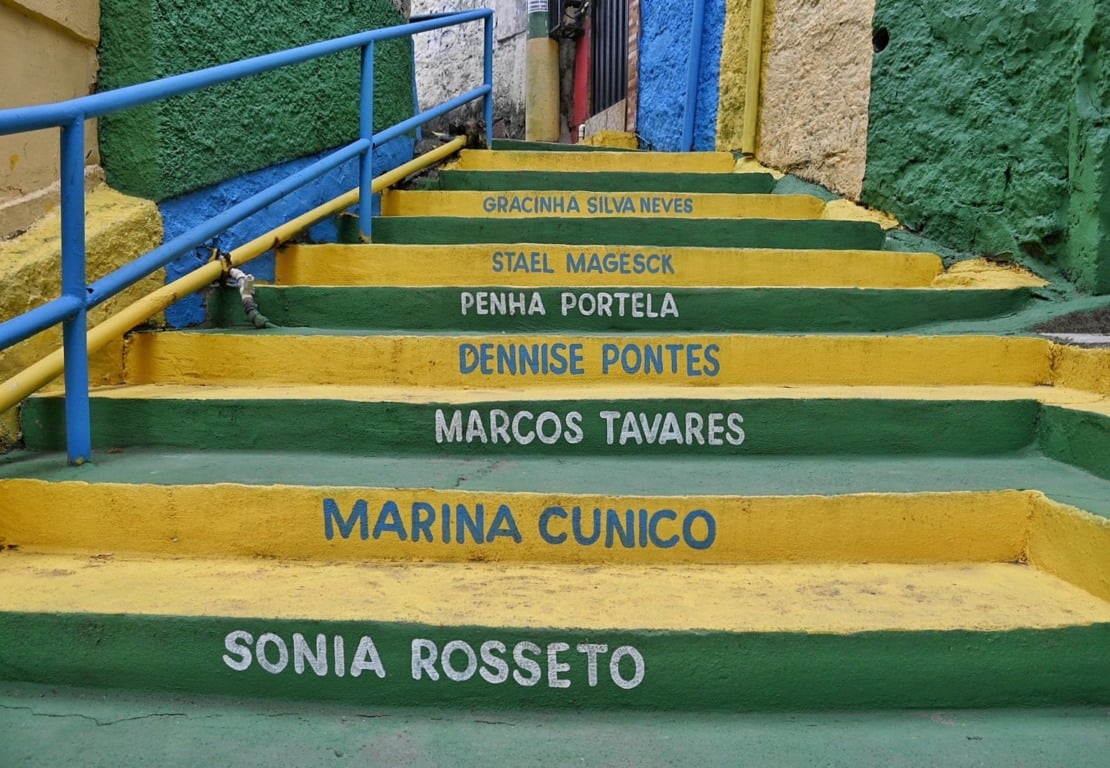 GRACINHA SILVA NEVES
STAEL MAGESCK
PENHA PORTELA
DENNISE PONTES
MARCOS TAVARES
MARINA CUNICO
SONIA ROSSETO